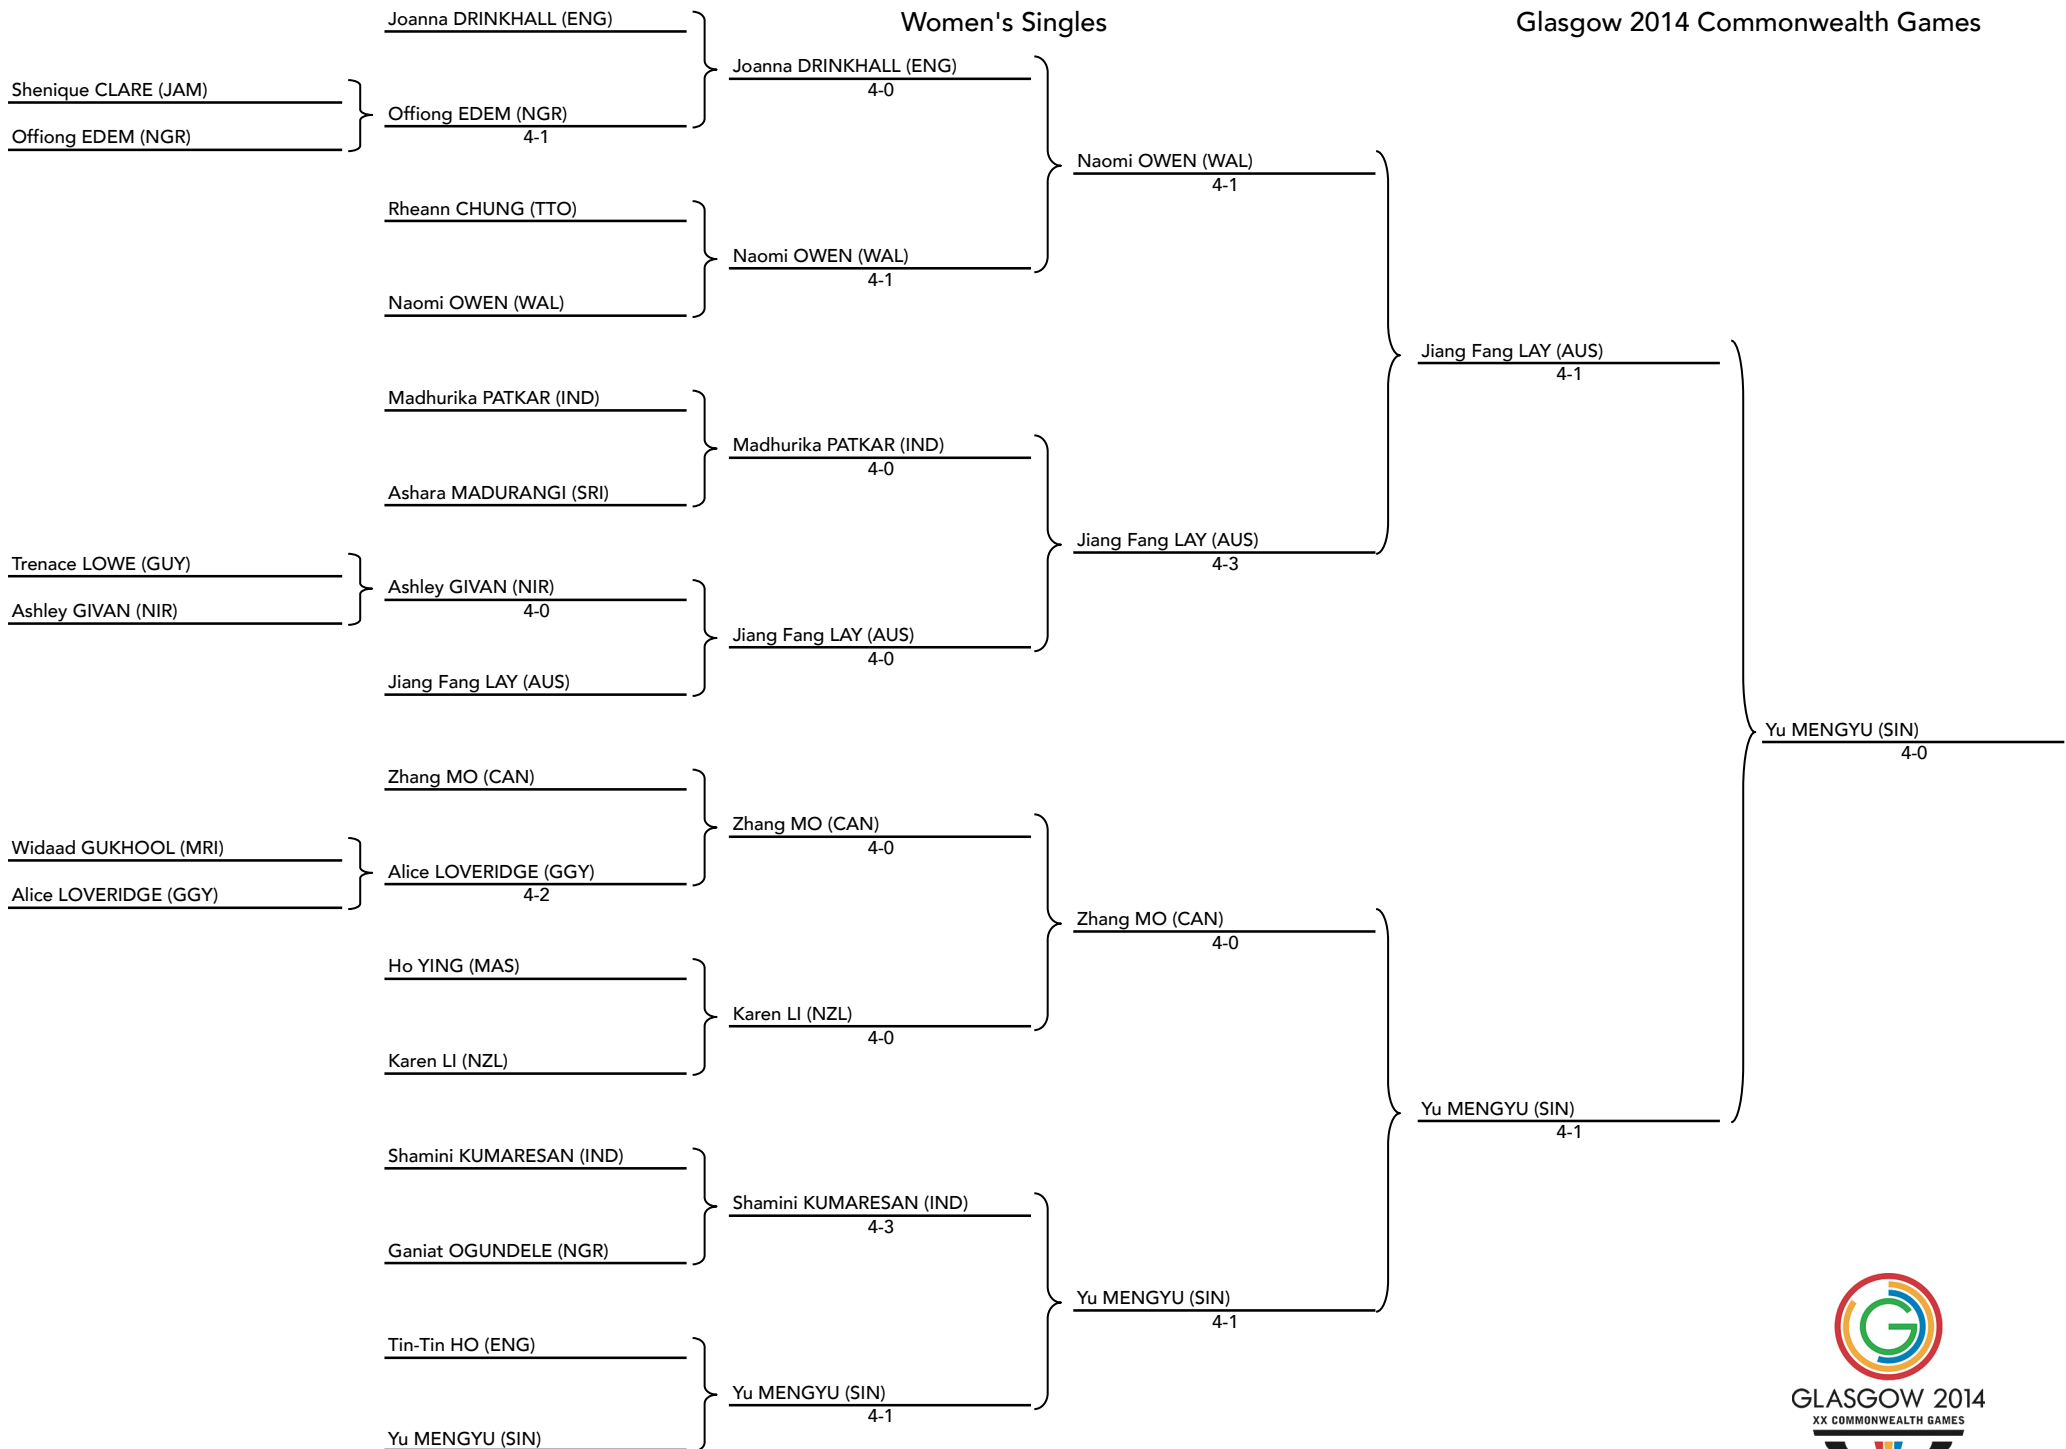 Women's Singles
Glasgow 2014 Commonwealth Games
Shenique CLARE (JAM)
Offiong EDEM (NGR)
Trenace LOWE (GUY)
Ashley GIVAN (NIR)
Widaad GUKHOOL (MRI)
Alice LOVERIDGE (GGY)
Joanna DRINKHALL (ENG)
Offiong EDEM (NGR)
4-1
Rheann CHUNG (TTO)
Naomi OWEN (WAL)
Madhurika PATKAR (IND)
Ashara MADURANGI (SRI)
Ashley GIVAN (NIR)
4-0
Jiang Fang LAY (AUS)
Zhang MO (CAN)
Alice LOVERIDGE (GGY)
4-2
Ho YING (MAS)
Karen LI (NZL)
Shamini KUMARESAN (IND)
Ganiat OGUNDELE (NGR)
Tin-Tin HO (ENG)
Yu MENGYU (SIN)
Joanna DRINKHALL (ENG)
4-0
Naomi OWEN (WAL)
4-1
Madhurika PATKAR (IND)
4-0
Jiang Fang LAY (AUS)
4-0
Zhang MO (CAN)
4-0
Karen LI (NZL)
4-0
Shamini KUMARESAN (IND)
4-3
Yu MENGYU (SIN)
4-1
Naomi OWEN (WAL)
4-1
Jiang Fang LAY (AUS)
4-3
Zhang MO (CAN)
4-0
Yu MENGYU (SIN)
4-1
Jiang Fang LAY (AUS)
4-1
Yu MENGYU (SIN)
4-1
Yu MENGYU (SIN)
4-0
GLASGOW 2014
XX COMMONWEALTH GAMES